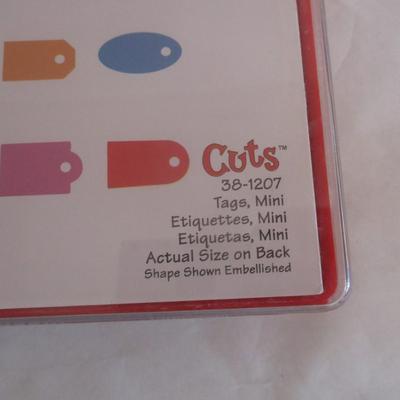 Cuts™
38-1207
Tags, Mini
Etiquettes, Mini
Etiquetas, Mini
Actual Size on Back
Shape Shown Embellished